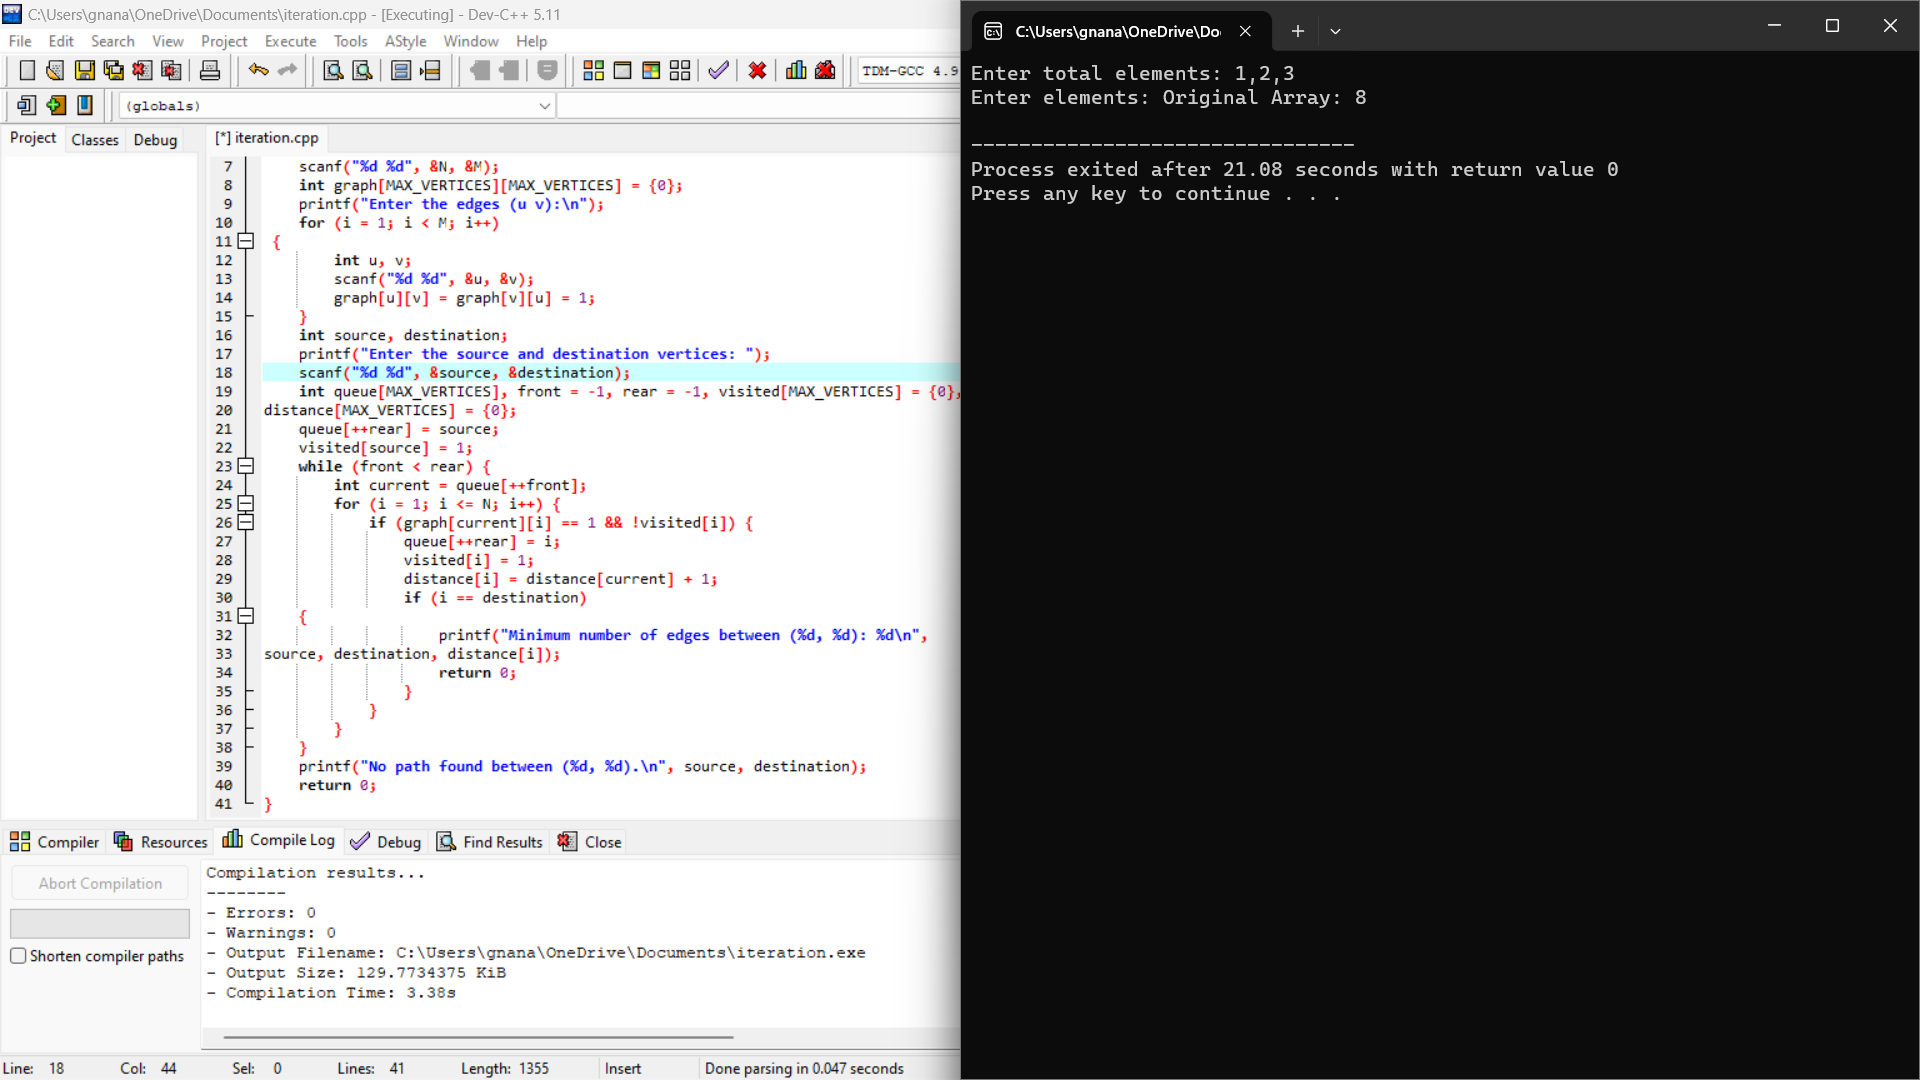 C:\Users\gnana\OneDrive\Documents\iteration.cpp - [Executing] - Dev-C++ 5.11
File Edit Search View Project Execute Tools AStyle Window Help
TDM-GCC 4.9
(globals)
Project Classes Debug
[*] iteration.cpp
7 scanf("%d %d", &N, &M);
8 int graph[MAX_VERTICES][MAX_VERTICES] = {0};
9 printf("Enter the edges (u v):\n");
10 for (i = 1; i < M; i++)
11 {
12 int u, v;
13 scanf("%d %d", &u, &v);
14 graph[u][v] = graph[v][u] = 1;
15 }
16 int source, destination;
17 printf("Enter the source and destination vertices: ");
18 scanf("%d %d", &source, &destination);
19 int queue[MAX_VERTICES], front = -1, rear = -1, visited[MAX_VERTICES] = {0},
20 distance[MAX_VERTICES] = {0};
21 queue[++rear] = source;
22 visited[source] = 1;
23 while (front < rear) {
24 int current = queue[++front];
25 for (i = 1; i <= N; i++) {
26 if (graph[current][i] == 1 && !visited[i]) {
27 queue[++rear] = i;
28 visited[i] = 1;
29 distance[i] = distance[current] + 1;
30 if (i == destination)
31 {
32 printf("Minimum number of edges between (%d, %d): %d\n",
33 source, destination, distance[i]);
34 return 0;
35 }
36 }
37 }
38 }
39 printf("No path found between (%d, %d).\n", source, destination);
40 return 0;
41 }
Compiler Resources Compile Log Debug Find Results Close
Abort Compilation
Shorten compiler paths
Compilation results...
--------
- Errors: 0
- Warnings: 0
- Output Filename: C:\Users\gnana\OneDrive\Documents\iteration.exe
- Output Size: 129.7734375 KiB
- Compilation Time: 3.38s
Line: 18 Col: 44 Sel: 0 Lines: 41 Length: 1355 Insert Done parsing in 0.047 seconds
C:\Users\gnana\OneDrive\Do
Enter total elements: 1,2,3
Enter elements: Original Array: 8
--------------------------------
Process exited after 21.08 seconds with return value 0
Press any key to continue . . .